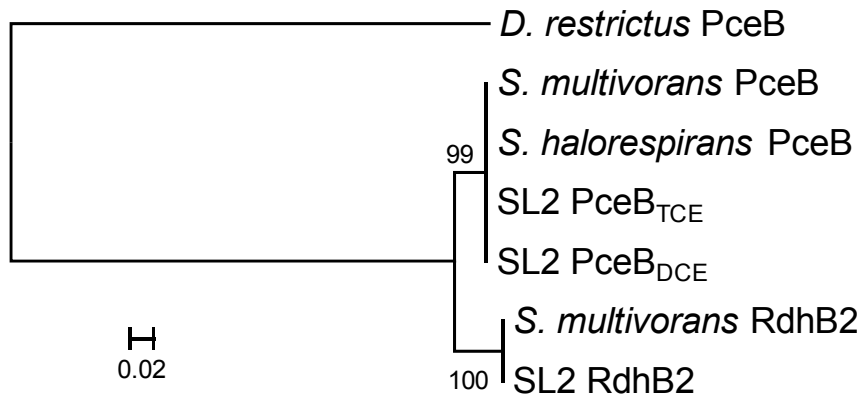 D. restrictus PceB
S. multivorans PceB
99
S. halorespirans PceB
SL2 PceBTCE
SL2 PceBDCE
S. multivorans RdhB2
0.02
100 SL2 RdhB2